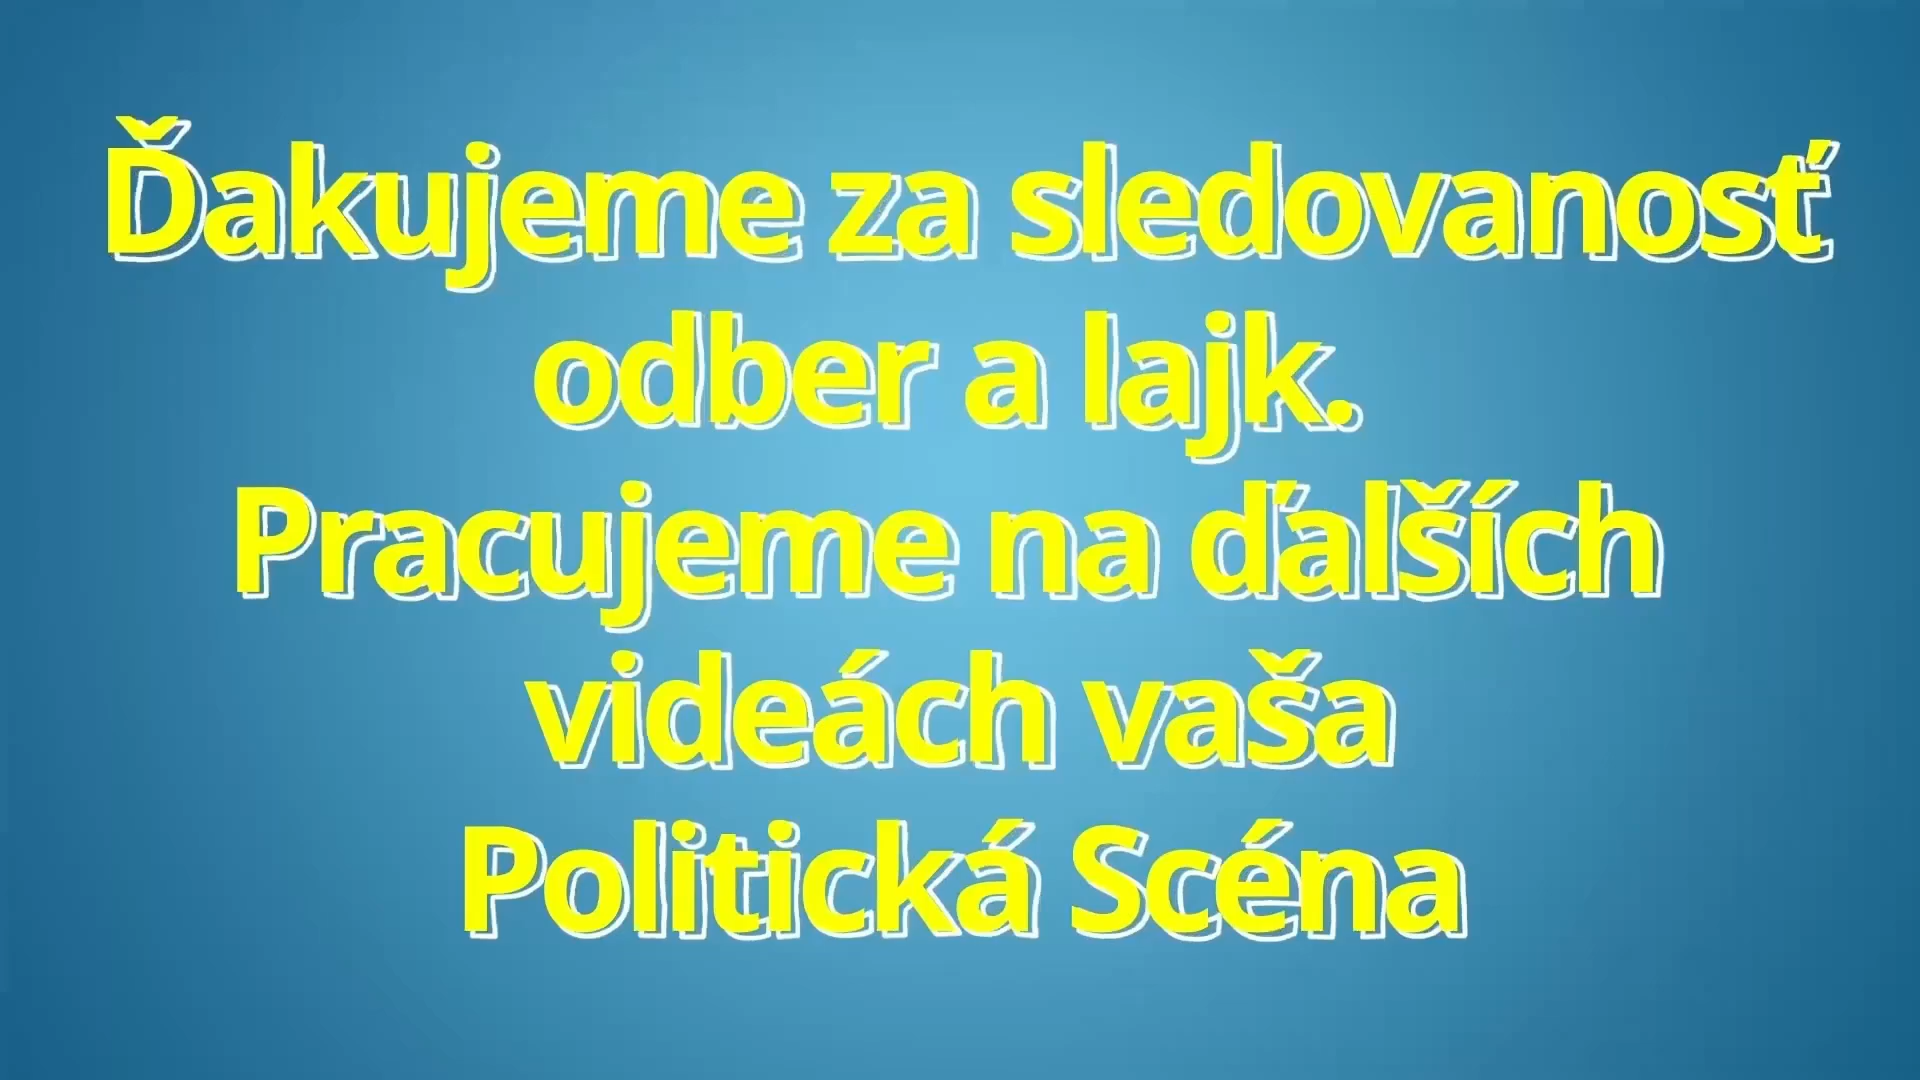 Ďakujeme za sledovanosť
odber a lajk.
Pracujeme na ďalších
videách vaša
Politická Scéna